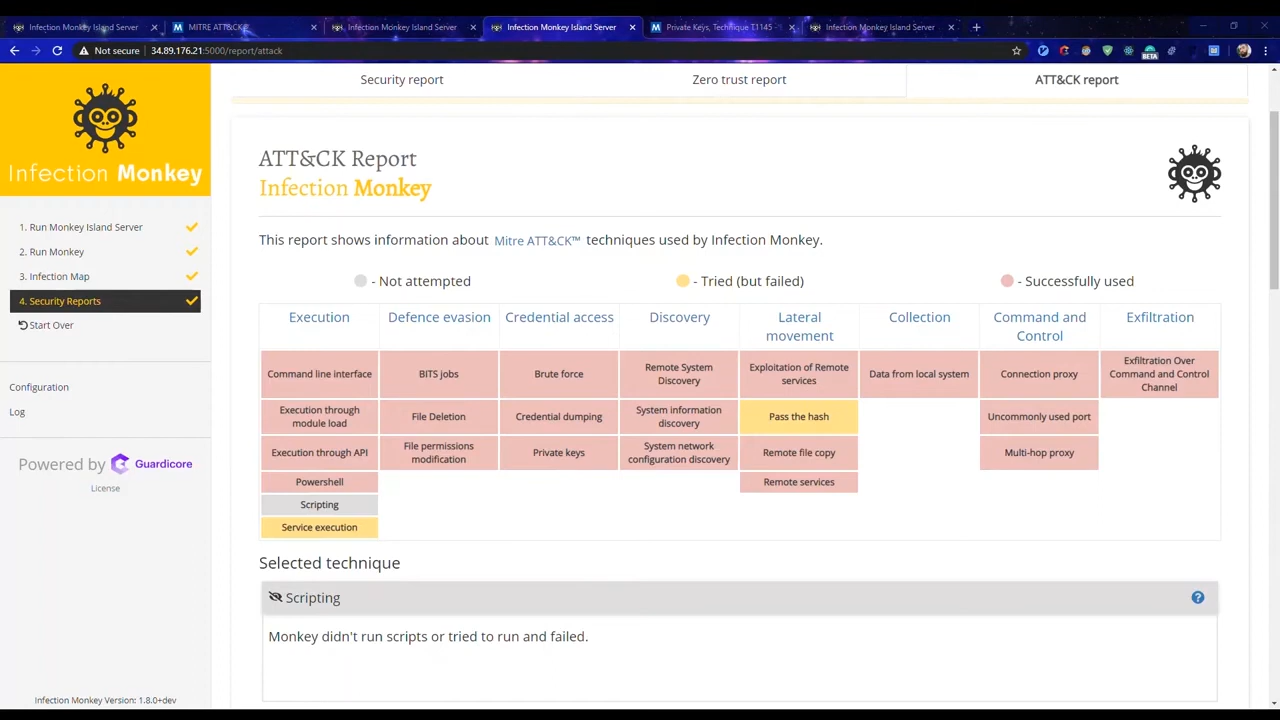 Infection Monkey Island Server
MITRE ATT&CK
Infection Monkey Island Server
Infection Monkey Island Server
Private Keys, Technique T1145 -
Infection Monkey Island Server
Not secure
34.89.176.21:5000/report/attack
BETA
Infection Monkey
1. Run Monkey Island Server
2. Run Monkey
3. Infection Map
4. Security Reports
Start Over
Configuration
Log
Powered by Guardicore
License
Infection Monkey Version: 1.8.0+dev
Security report
Zero trust report
ATT&CK report
ATT&CK Report
Infection Monkey
This report shows information about Mitre ATT&CK™ techniques used by Infection Monkey.
- Not attempted
- Tried (but failed)
- Successfully used
Execution
Defence evasion
Credential access
Discovery
Lateral
movement
Collection
Command and
Control
Exfiltration
Command line interface
BITS jobs
Brute force
Remote System
Discovery
Exploitation of Remote
services
Data from local system
Connection proxy
Exfiltration Over
Command and Control
Channel
Execution through
module load
File Deletion
Credential dumping
System information
discovery
Pass the hash
Uncommonly used port
Execution through API
File permissions
modification
Private keys
System network
configuration discovery
Remote file copy
Multi-hop proxy
Powershell
Remote services
Scripting
Service execution
Selected technique
Scripting
Monkey didn't run scripts or tried to run and failed.